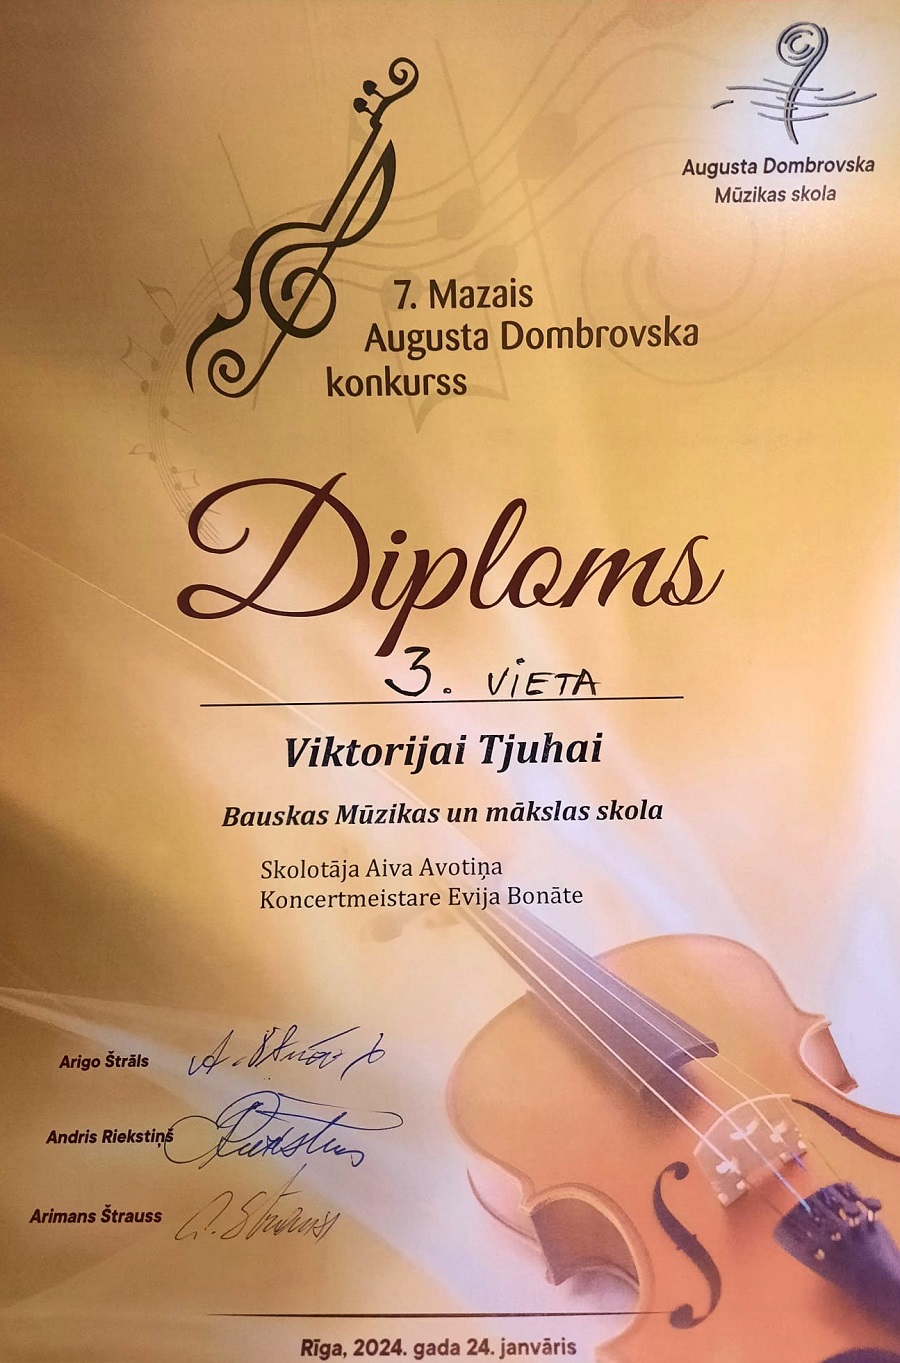 Augusta Dombrovska
Mūzikas skola
7. Mazais
Augusta Dombrovska
konkurss
Diploms
3. VIETA
Viktorijai Tjuhai
Bauskas Mūzikas un mākslas skola
Skolotāja Aiva Avotiņa
Koncertmeistare Evija Bonāte
Arigo Štrāls
Andris Riekstiņš
Arimans Štrauss
Rīga, 2024. gada 24. janvāris